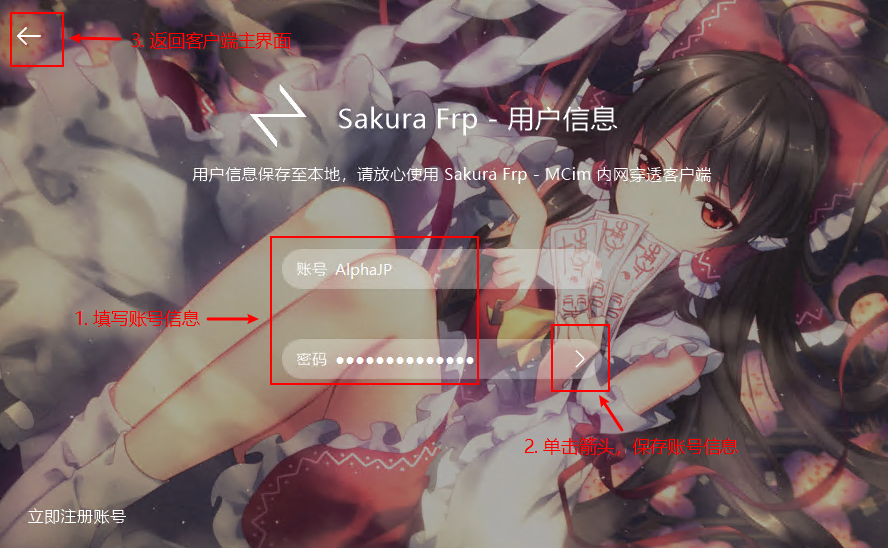 3. 返回客户端主界面
Sakura Frp - 用户信息
用户信息保存至本地，请放心使用 Sakura Frp - MCim 内网穿透客户端
账号 AlphaJP
1. 填写账号信息
密码 ●●●●●●●●●●●●●●
2. 单击箭头，保存账号信息
立即注册账号